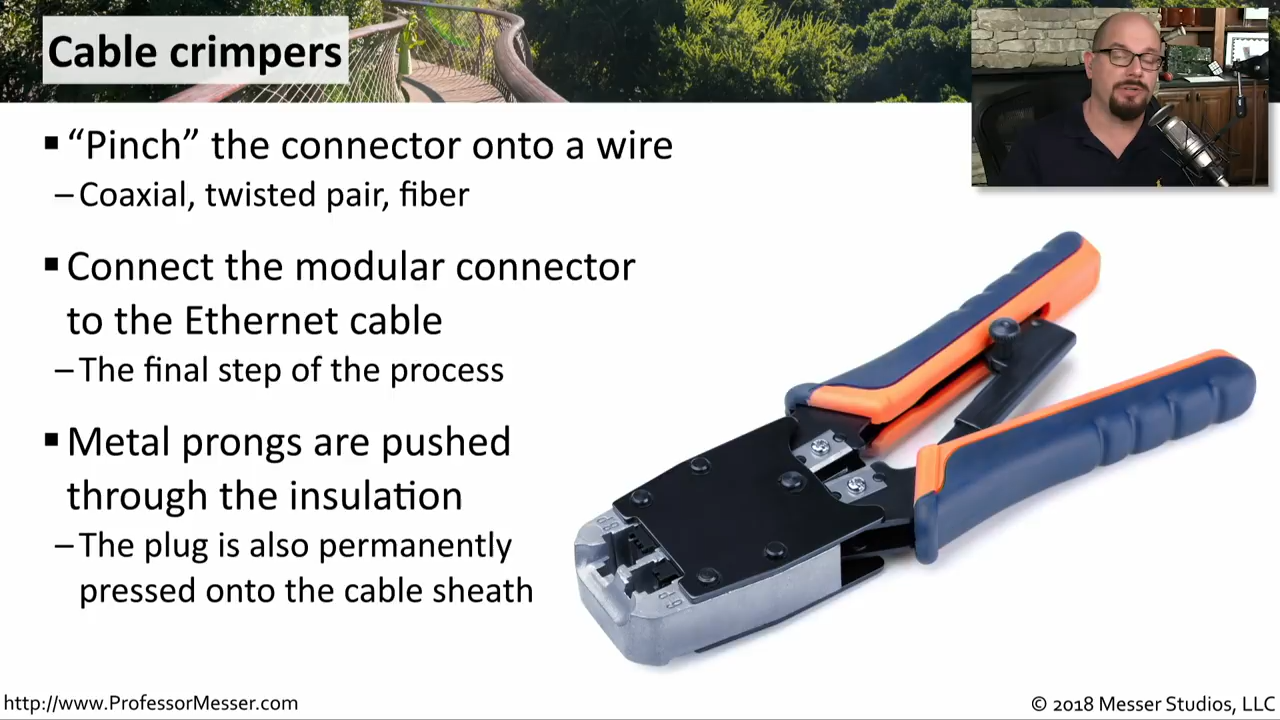 Cable crimpers
▪ “Pinch” the connector onto a wire
– Coaxial, twisted pair, fiber
▪ Connect the modular connector
to the Ethernet cable
– The final step of the process
▪ Metal prongs are pushed
through the insulation
– The plug is also permanently
pressed onto the cable sheath
8P
6P
http://www.ProfessorMesser.com
© 2018 Messer Studios, LLC